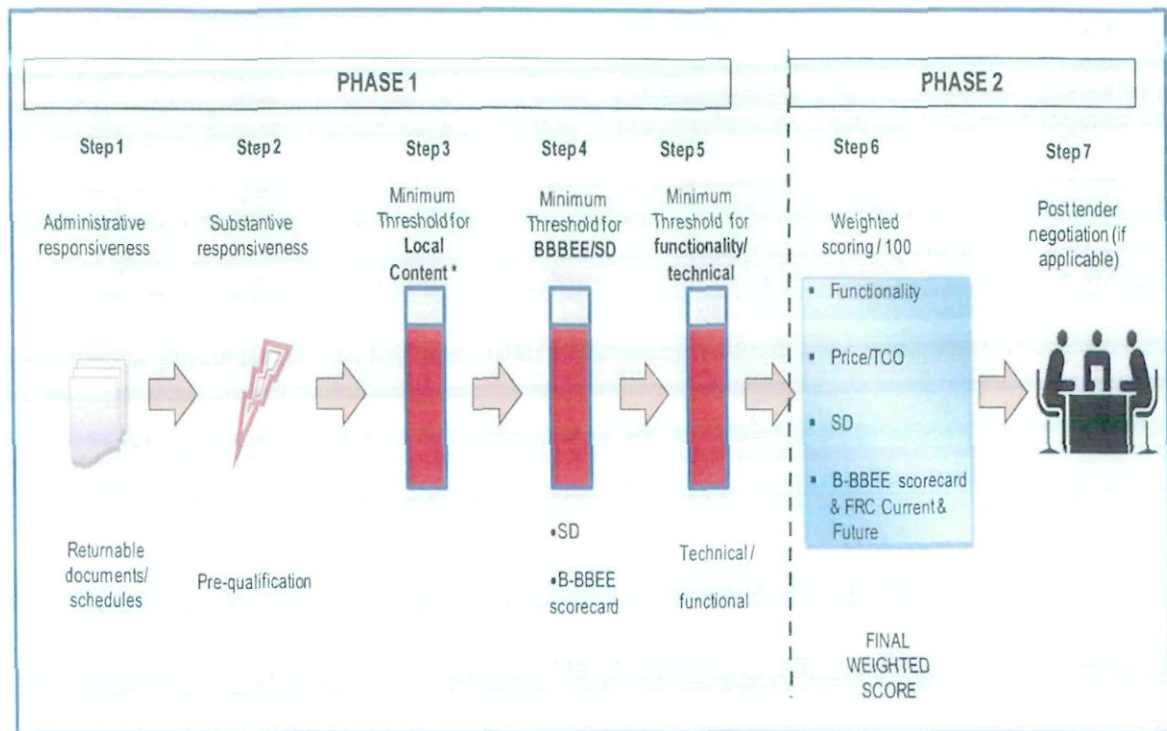 PHASE 1
PHASE 2
Step 1
Step 2
Step 3
Step 4
Step 5
Step 6
Step 7
Administrative
responsiveness
Substantive
responsiveness
Minimum
Threshold for
Local
Content *
Minimum
Threshold for
BBBEE/SD
Minimum
Threshold for
functionality/
technical
Weighted
scoring / 100
Post tender
negotiation (if
applicable)
▪ Functionality
▪ Price/TCO
▪ SD
▪ B-BBEE scorecard
& FRC Current &
Future
Returnable
documents/
schedules
Pre-qualification
•SD
•B-BBEE
scorecard
Technical /
functional
FINAL
WEIGHTED
SCORE